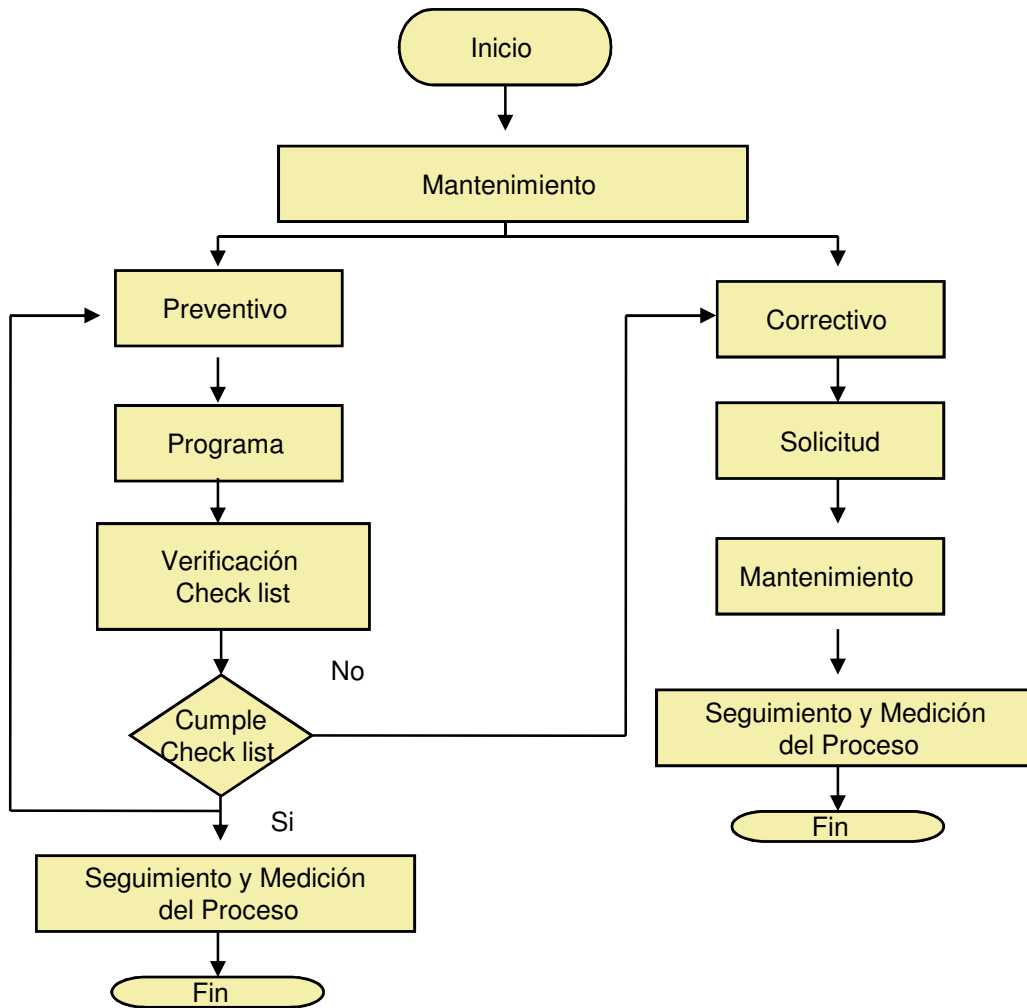 Inicio
Mantenimiento
Preventivo
Correctivo
Programa
Solicitud
Verificación
Check list
Mantenimiento
No
Cumple
Check list
Seguimiento y Medición
del Proceso
Si
Fin
Seguimiento y Medición
del Proceso
Fin